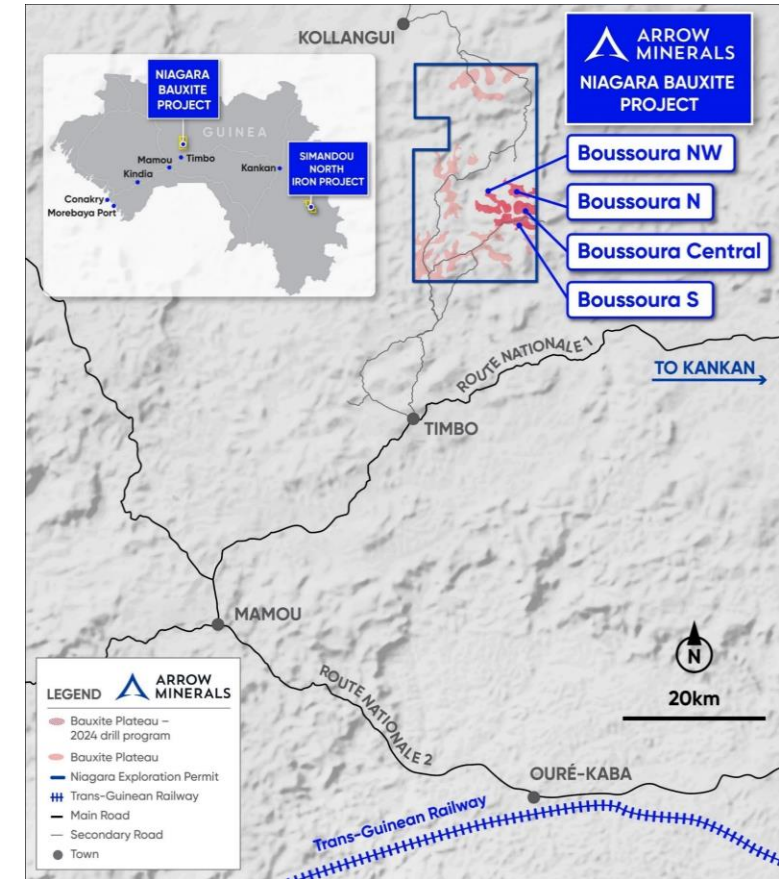 KOLLANGUI
ARROW
MINERALS
NIAGARA BAUXITE
PROJECT
NIAGARA
BAUXITE
PROJECT
GUINEA
Mamou
Timbo
Kindia
Kankan
Conakry
Morebaya Port
SIMANDOU
NORTH
IRON PROJECT
Boussoura NW
Boussoura N
Boussoura Central
Boussoura S
ROUTE NATIONALE 1
TO KANKAN
TIMBO
MAMOU
ROUTE NATIONALE 2
N
20km
OURÉ-KABA
Trans-Guinean Railway
LEGEND
ARROW
MINERALS
Bauxite Plateau –
2024 drill program
Bauxite Plateau
Niagara Exploration Permit
Trans-Guinean Railway
Main Road
Secondary Road
Town